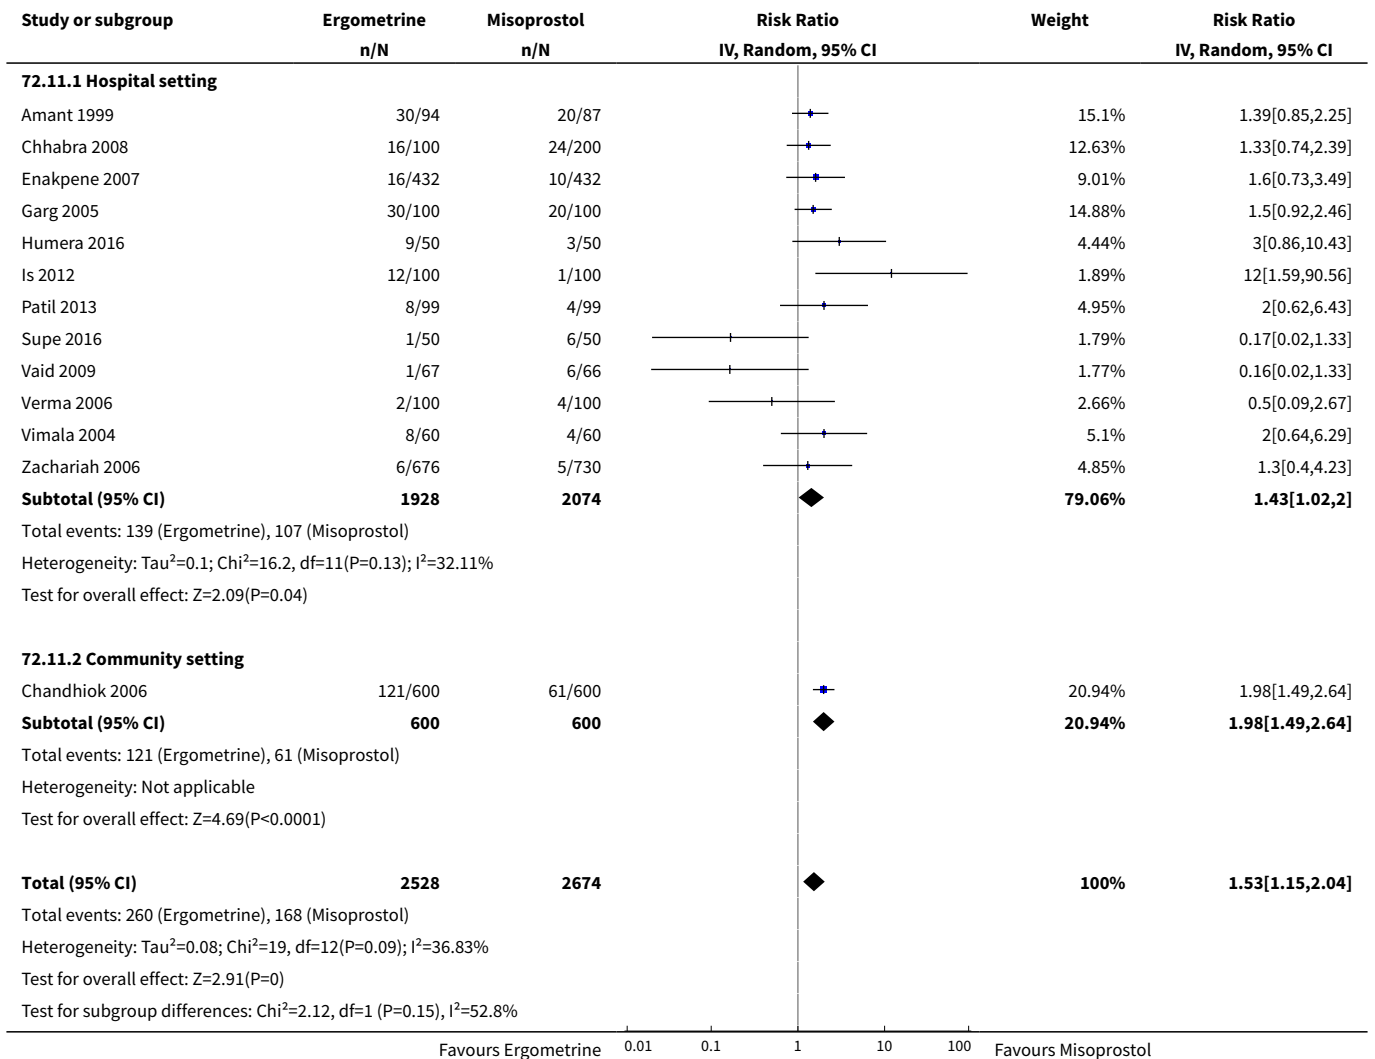 Study or subgroup Ergometrine Misoprostol Risk Ratio Weight Risk Ratio
n/N n/N IV, Random, 95% CI IV, Random, 95% CI
72.11.1 Hospital setting
Amant 1999 30/94 20/87 15.1% 1.39[0.85,2.25]
Chhabra 2008 16/100 24/200 12.63% 1.33[0.74,2.39]
Enakpene 2007 16/432 10/432 9.01% 1.6[0.73,3.49]
Garg 2005 30/100 20/100 14.88% 1.5[0.92,2.46]
Humera 2016 9/50 3/50 4.44% 3[0.86,10.43]
Is 2012 12/100 1/100 1.89% 12[1.59,90.56]
Patil 2013 8/99 4/99 4.95% 2[0.62,6.43]
Supe 2016 1/50 6/50 1.79% 0.17[0.02,1.33]
Vaid 2009 1/67 6/66 1.77% 0.16[0.02,1.33]
Verma 2006 2/100 4/100 2.66% 0.5[0.09,2.67]
Vimala 2004 8/60 4/60 5.1% 2[0.64,6.29]
Zachariah 2006 6/676 5/730 4.85% 1.3[0.4,4.23]
Subtotal (95% CI) 1928 2074 79.06% 1.43[1.02,2]
Total events: 139 (Ergometrine), 107 (Misoprostol)
Heterogeneity: Tau²=0.1; Chi²=16.2, df=11(P=0.13); I²=32.11%
Test for overall effect: Z=2.09(P=0.04)
72.11.2 Community setting
Chandhiok 2006 121/600 61/600 20.94% 1.98[1.49,2.64]
Subtotal (95% CI) 600 600 20.94% 1.98[1.49,2.64]
Total events: 121 (Ergometrine), 61 (Misoprostol)
Heterogeneity: Not applicable
Test for overall effect: Z=4.69(P<0.0001)
Total (95% CI) 2528 2674 100% 1.53[1.15,2.04]
Total events: 260 (Ergometrine), 168 (Misoprostol)
Heterogeneity: Tau²=0.08; Chi²=19, df=12(P=0.09); I²=36.83%
Test for overall effect: Z=2.91(P=0)
Test for subgroup differences: Chi²=2.12, df=1 (P=0.15), I²=52.8%
Favours Ergometrine 0.01 0.1 1 10 100 Favours Misoprostol